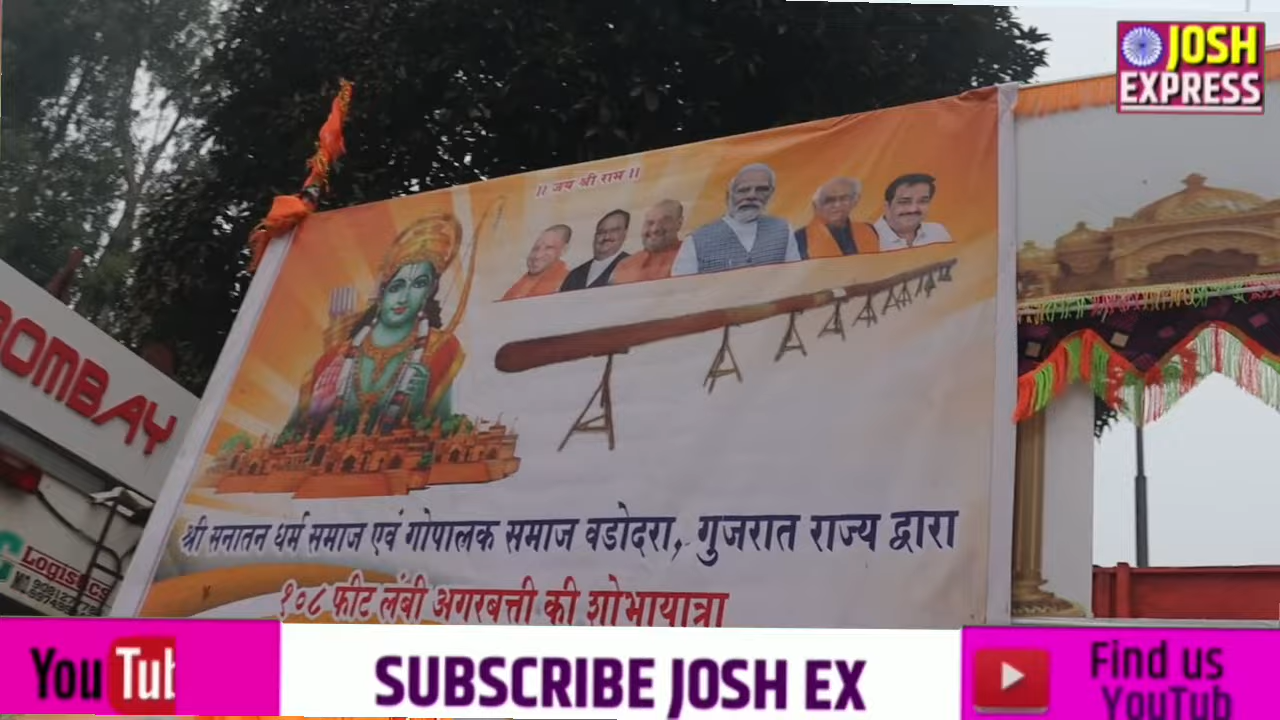 JOSH
EXPRESS
॥ जय श्री राम ॥
BOMBAY
श्री सनातन धर्म समाज एवं गोपालक समाज वडोदरा, गुजरात राज्य द्वारा
१०८ फीट लंबी अगरबत्ती की शोभायात्रा
Logistics
YouTub
SUBSCRIBE JOSH EX
Find us
YouTub